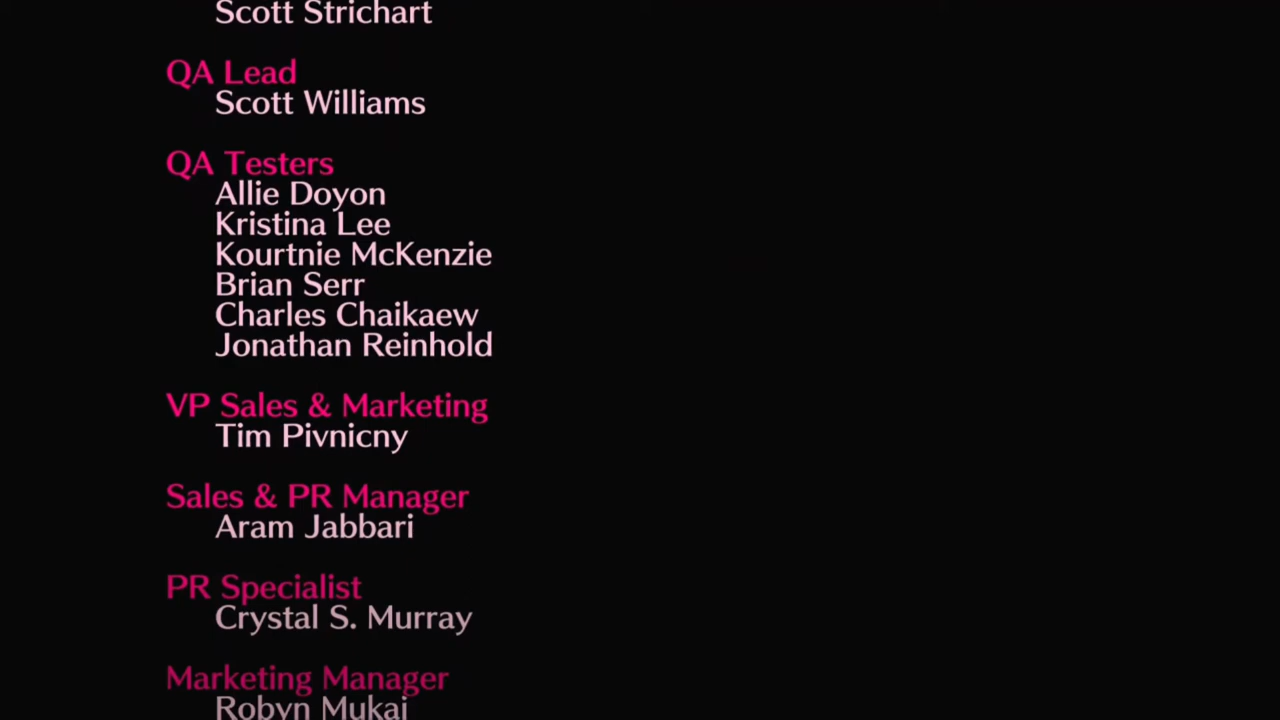 Scott Strichart
QA Lead
Scott Williams
QA Testers
Allie Doyon
Kristina Lee
Kourtnie McKenzie
Brian Serr
Charles Chaikaew
Jonathan Reinhold
VP Sales & Marketing
Tim Pivnicny
Sales & PR Manager
Aram Jabbari
PR Specialist
Crystal S. Murray
Marketing Manager
Robyn Mukai